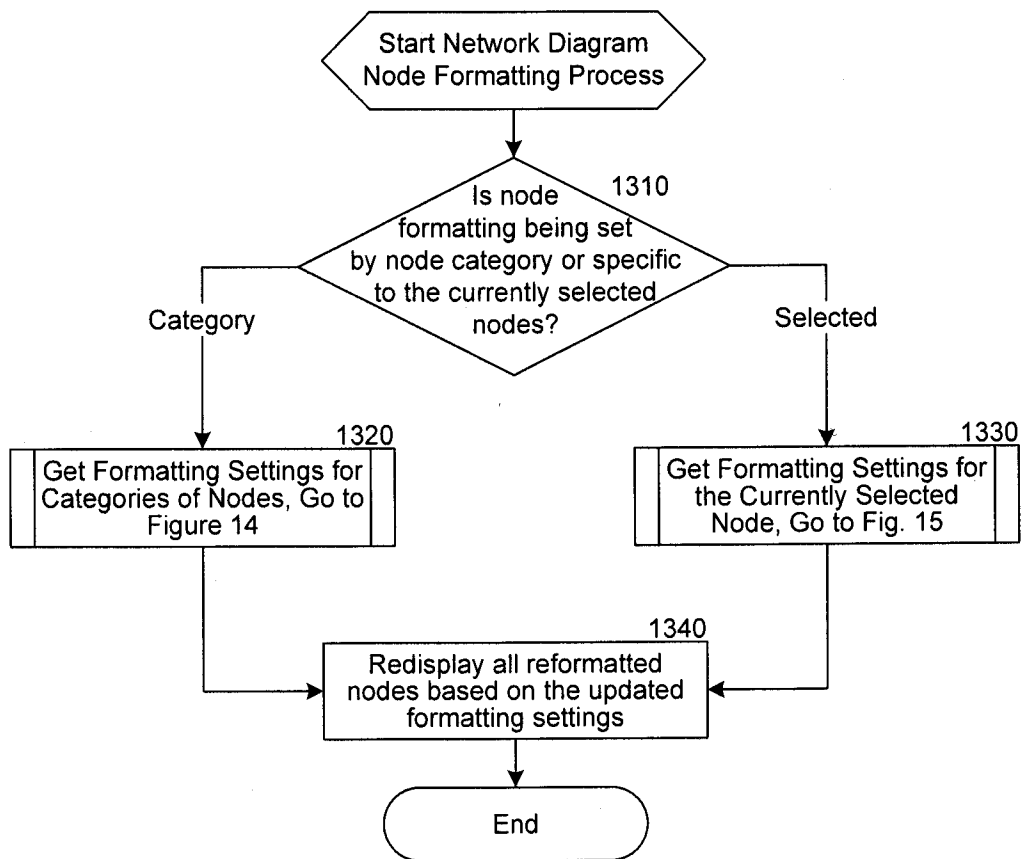 Start Network Diagram
Node Formatting Process
1310
Is node
formatting being set
by node category or specific
to the currently selected
nodes?
Category
Selected
1320
Get Formatting Settings for
Categories of Nodes, Go to
Figure 14
1330
Get Formatting Settings for
the Currently Selected
Node, Go to Fig. 15
1340
Redisplay all reformatted
nodes based on the updated
formatting settings
End